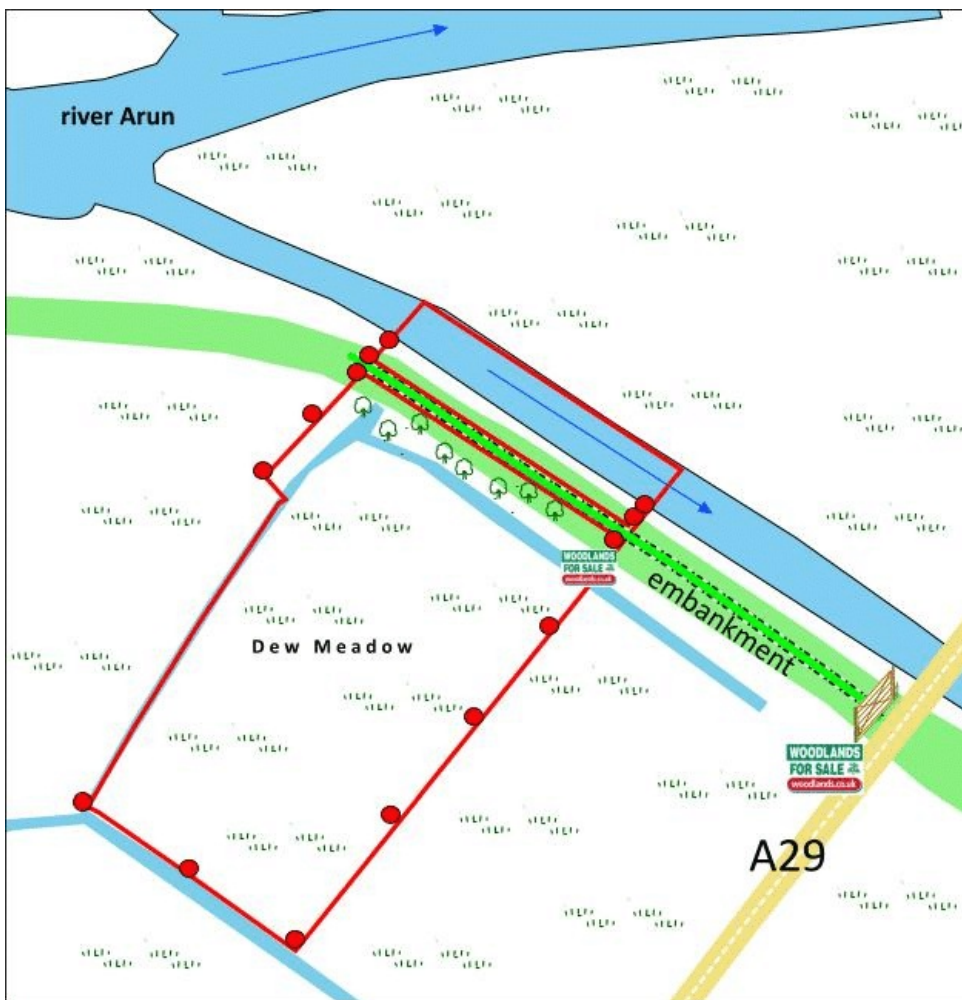 river Arun
WOODLANDS
FOR SALE
woodlands.co.uk
embankment
Dew Meadow
WOODLANDS
FOR SALE
woodlands.co.uk
A29